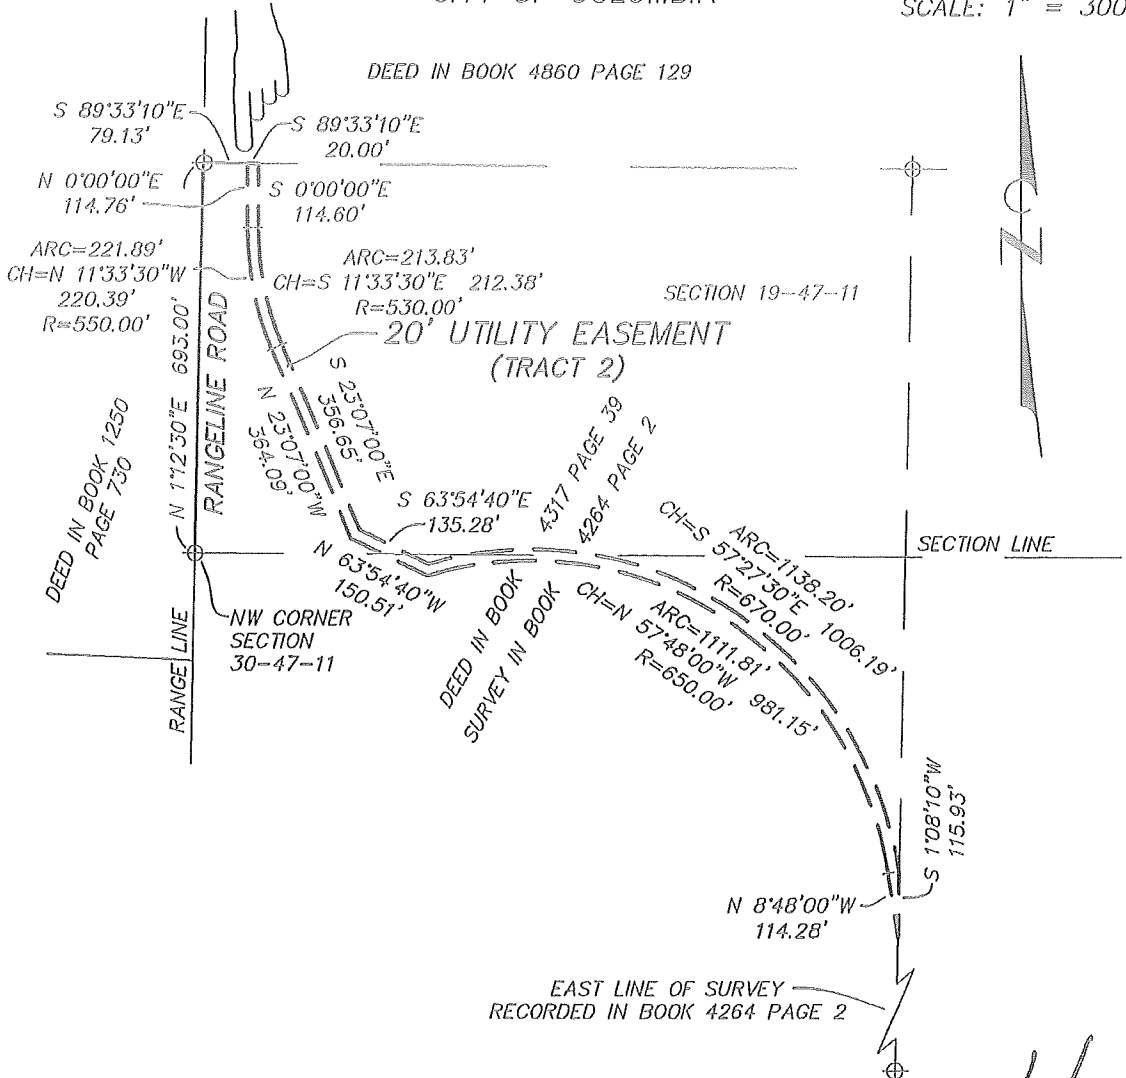 SCALE: 1" = 300
DEED IN BOOK 4860 PAGE 129
S 89°33'10"E
79.13'
S 89°33'10"E
20.00'
N 0°00'00"E
114.76'
S 0°00'00"E
114.60'
ARC=221.89'
CH=N 11°33'30"W
220.39'
R=550.00'
ARC=213.83'
CH=S 11°33'30"E 212.38'
R=530.00'
SECTION 19-47-11
20' UTILITY EASEMENT
(TRACT 2)
N 1°12'30"E 693.00'
RANGELINE ROAD
DEED IN BOOK 1250
PAGE 730
S 23°07'00"E
356.65'
N 23°07'00"W
364.09'
S 63°54'40"E
135.28'
N 63°54'40"W
150.51'
DEED IN BOOK 4317 PAGE 39
SURVEY IN BOOK 4264 PAGE 2
ARC=1138.20'
CH=S 57°27'30"E 1006.19'
R=670.00'
ARC=1111.81'
CH=N 57°48'00"W 981.15'
R=650.00'
SECTION LINE
NW CORNER
SECTION
30-47-11
RANGE LINE
S 1°08'10"W
115.93'
N 8°48'00"W
114.28'
EAST LINE OF SURVEY
RECORDED IN BOOK 4264 PAGE 2
N